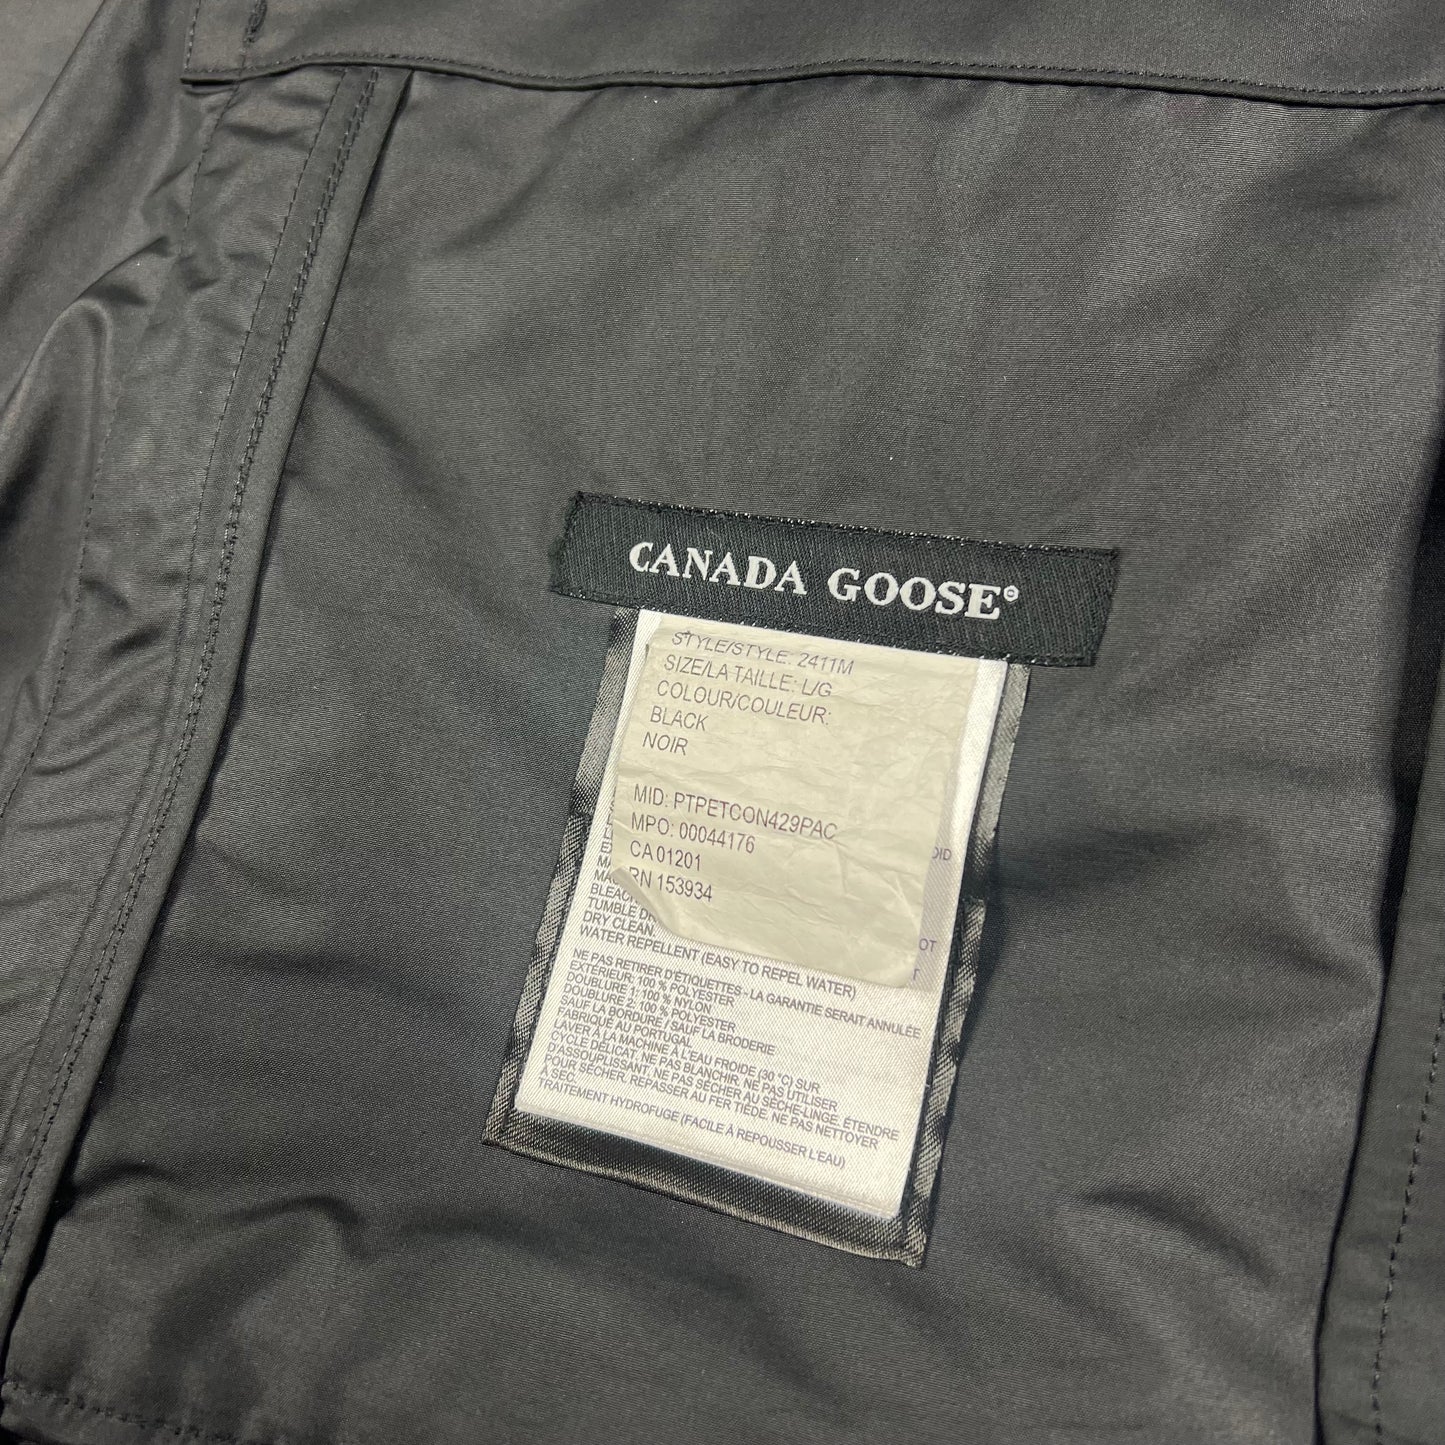 CANADA GOOSE®
STYLE/STYLE: 2411M
SIZE/LA TAILLE: L/G
COLOUR/COULEUR:
BLACK
NOIR
MID: PTPETCON429PAC
MPO: 00044176
CA 01201
RN 153934
TUMBLE
DRY CLEAN.
WATER REPELLENT (EASY TO REPEL WATER)
NE PAS RETIRER D'ÉTIQUETTES - LA GARANTIE SERAIT ANNULÉE
EXTÉRIEUR: 100 % POLYESTER
DOUBLURE 1: 100 % NYLON
DOUBLURE 2: 100 % POLYESTER
SAUF LA BORDURE / SAUF LA BRODERIE
FABRIQUÉ AU PORTUGAL
LAVER À LA MACHINE À L'EAU FROIDE (30 °C) SUR
CYCLE DÉLICAT. NE PAS BLANCHIR. NE PAS UTILISER
D'ASSOUPLISSANT. NE PAS SÉCHER AU SÈCHE-LINGE. ÉTENDRE
POUR SÉCHER. REPASSER AU FER TIÈDE. NE PAS NETTOYER
À SEC.
TRAITEMENT HYDROFUGE (FACILE À REPOUSSER L'EAU)